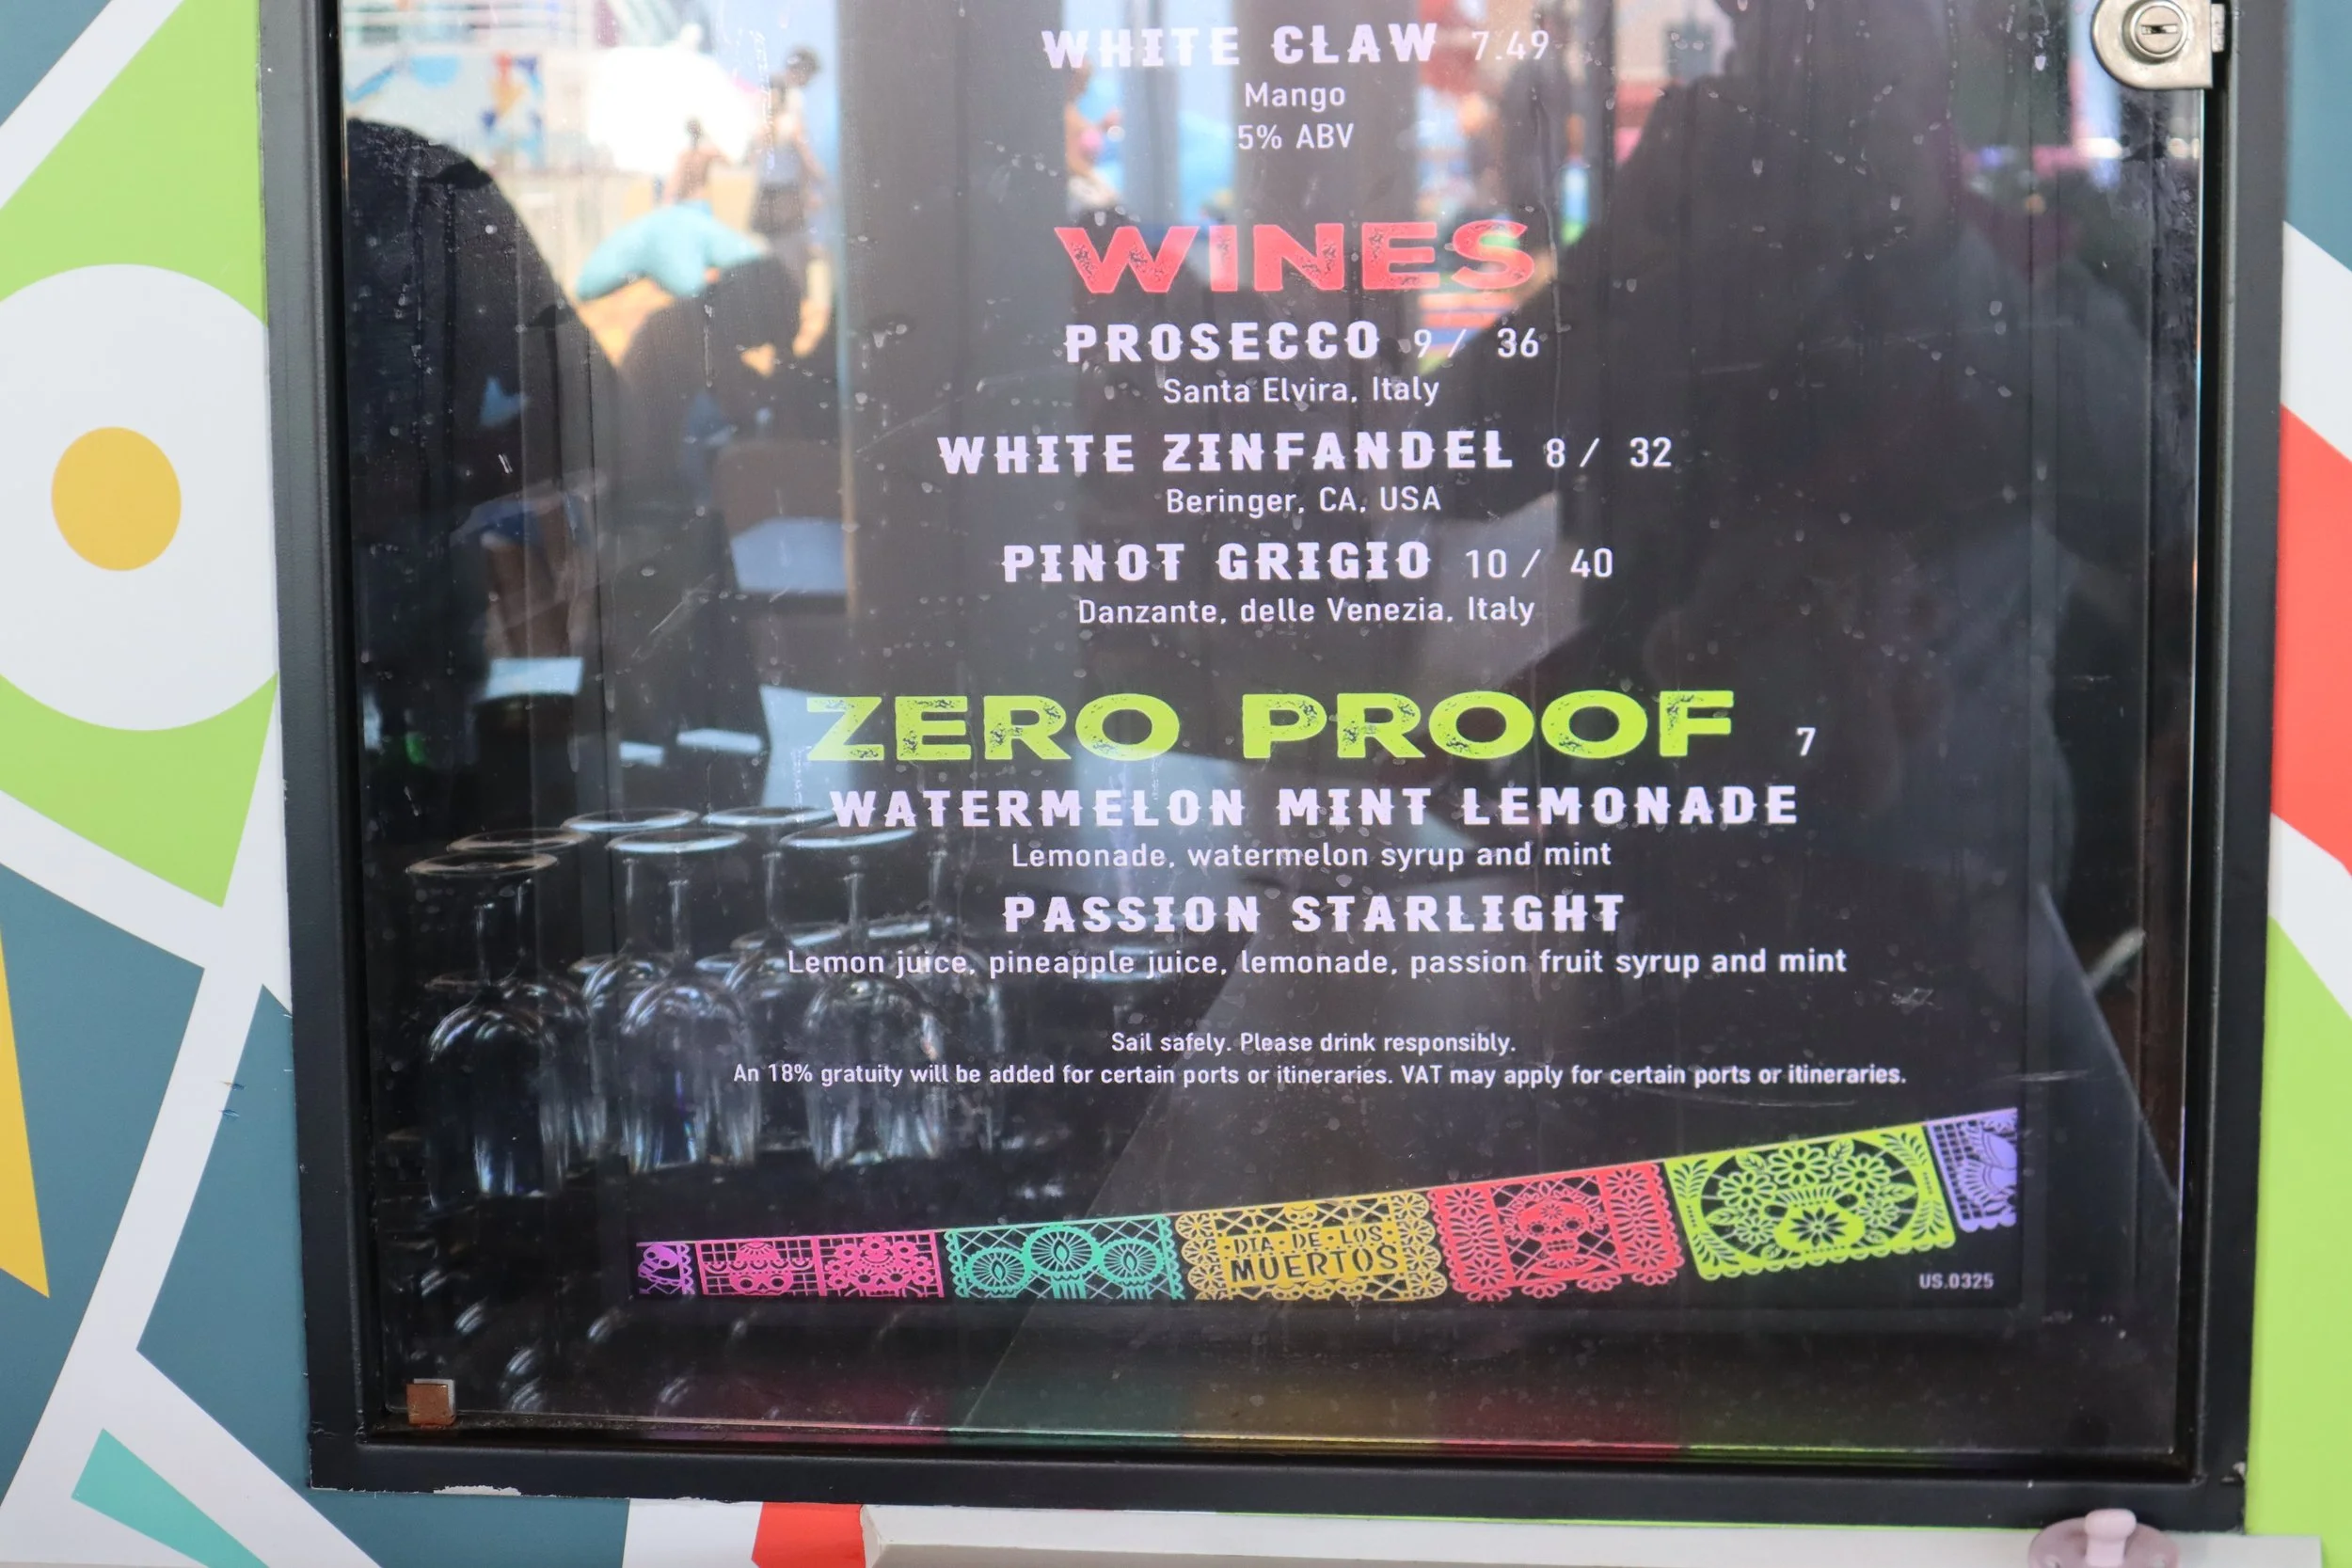 WHITE CLAW 7.49
Mango
5% ABV
WINES
PROSECCO 9 / 36
Santa Elvira, Italy
WHITE ZINFANDEL 8 / 32
Beringer, CA, USA
PINOT GRIGIO 10 / 40
Danzante, delle Venezia, Italy
ZERO PROOF 7
WATERMELON MINT LEMONADE
Lemonade, watermelon syrup and mint
PASSION STARLIGHT
Lemon juice, pineapple juice, lemonade, passion fruit syrup and mint
Sail safely. Please drink responsibly.
An 18% gratuity will be added for certain ports or itineraries. VAT may apply for certain ports or itineraries.
DIA · DE · LOS
MUERTOS
US.0325